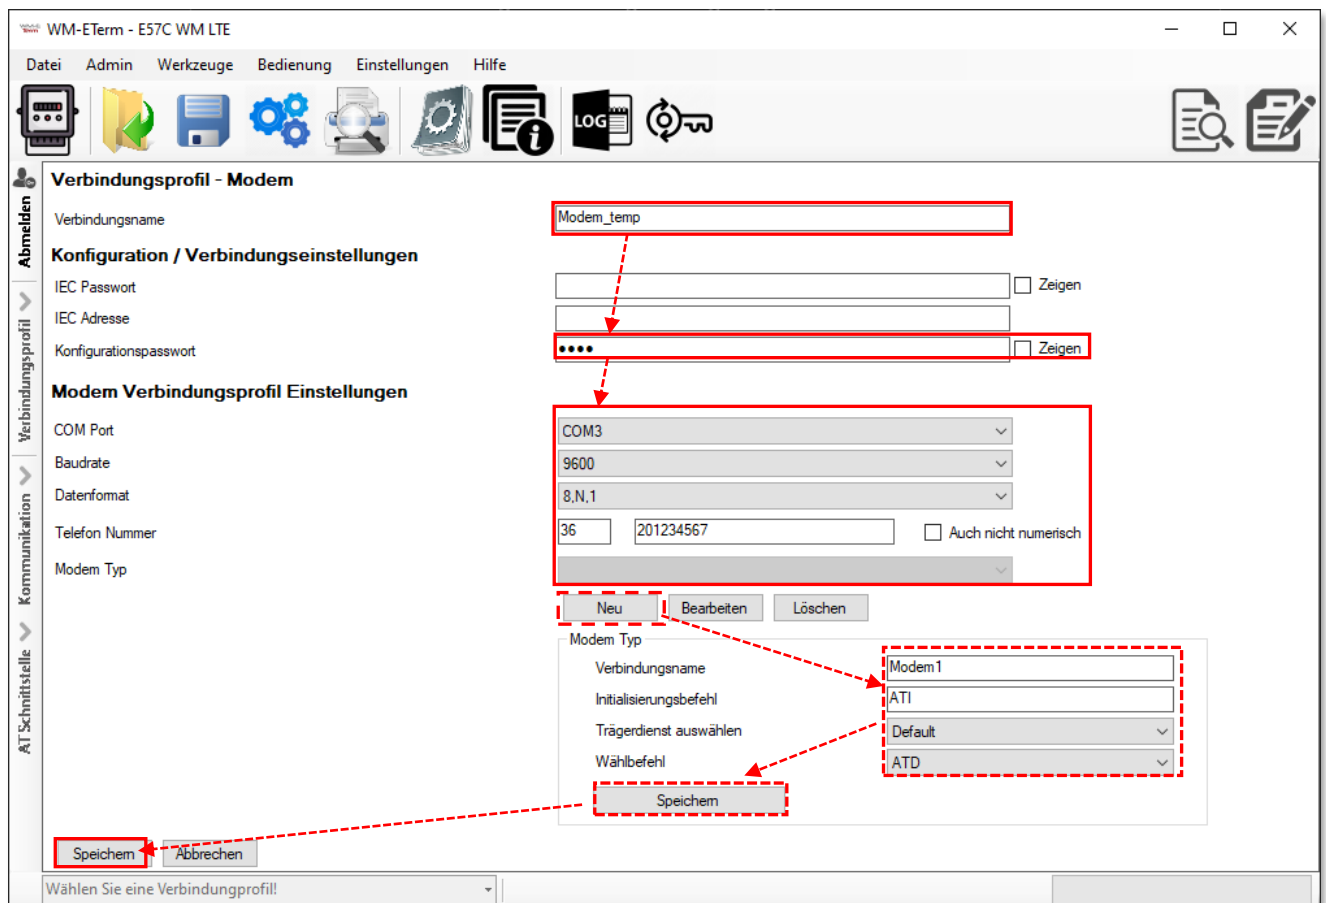 WM-ETerm - E57C WM LTE
Datei Admin Werkzeuge Bedienung Einstellungen Hilfe
LOG
Abmelden
Verbindungsprofil
Kommunikation
AT Schnittstelle
Verbindungsprofil - Modem
Verbindungsname Modem_temp
Konfiguration / Verbindungseinstellungen
IEC Passwort Zeigen
IEC Adresse
Konfigurationspasswort •••• Zeigen
Modem Verbindungsprofil Einstellungen
COM Port COM3
Baudrate 9600
Datenformat 8,N,1
Telefon Nummer 36 201234567 Auch nicht numerisch
Modem Typ
Neu Bearbeiten Löschen
Modem Typ
Verbindungsname Modem1
Initialisierungsbefehl ATI
Trägerdienst auswählen Default
Wählbefehl ATD
Speichern
Speichern Abbrechen
Wählen Sie eine Verbindungprofil!